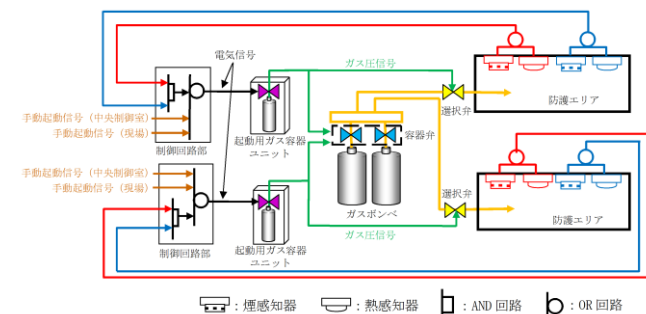 電気信号
ガス圧信号
選択弁
防護エリア
手動起動信号（中央制御室）
手動起動信号（現場）
制御回路部
起動用ガス容器
ユニット
容器弁
手動起動信号（中央制御室）
手動起動信号（現場）
制御回路部
起動用ガス容器
ユニット
ガスボンベ
ガス圧信号
選択弁
防護エリア
：煙感知器
：熱感知器
：AND 回路
：OR 回路